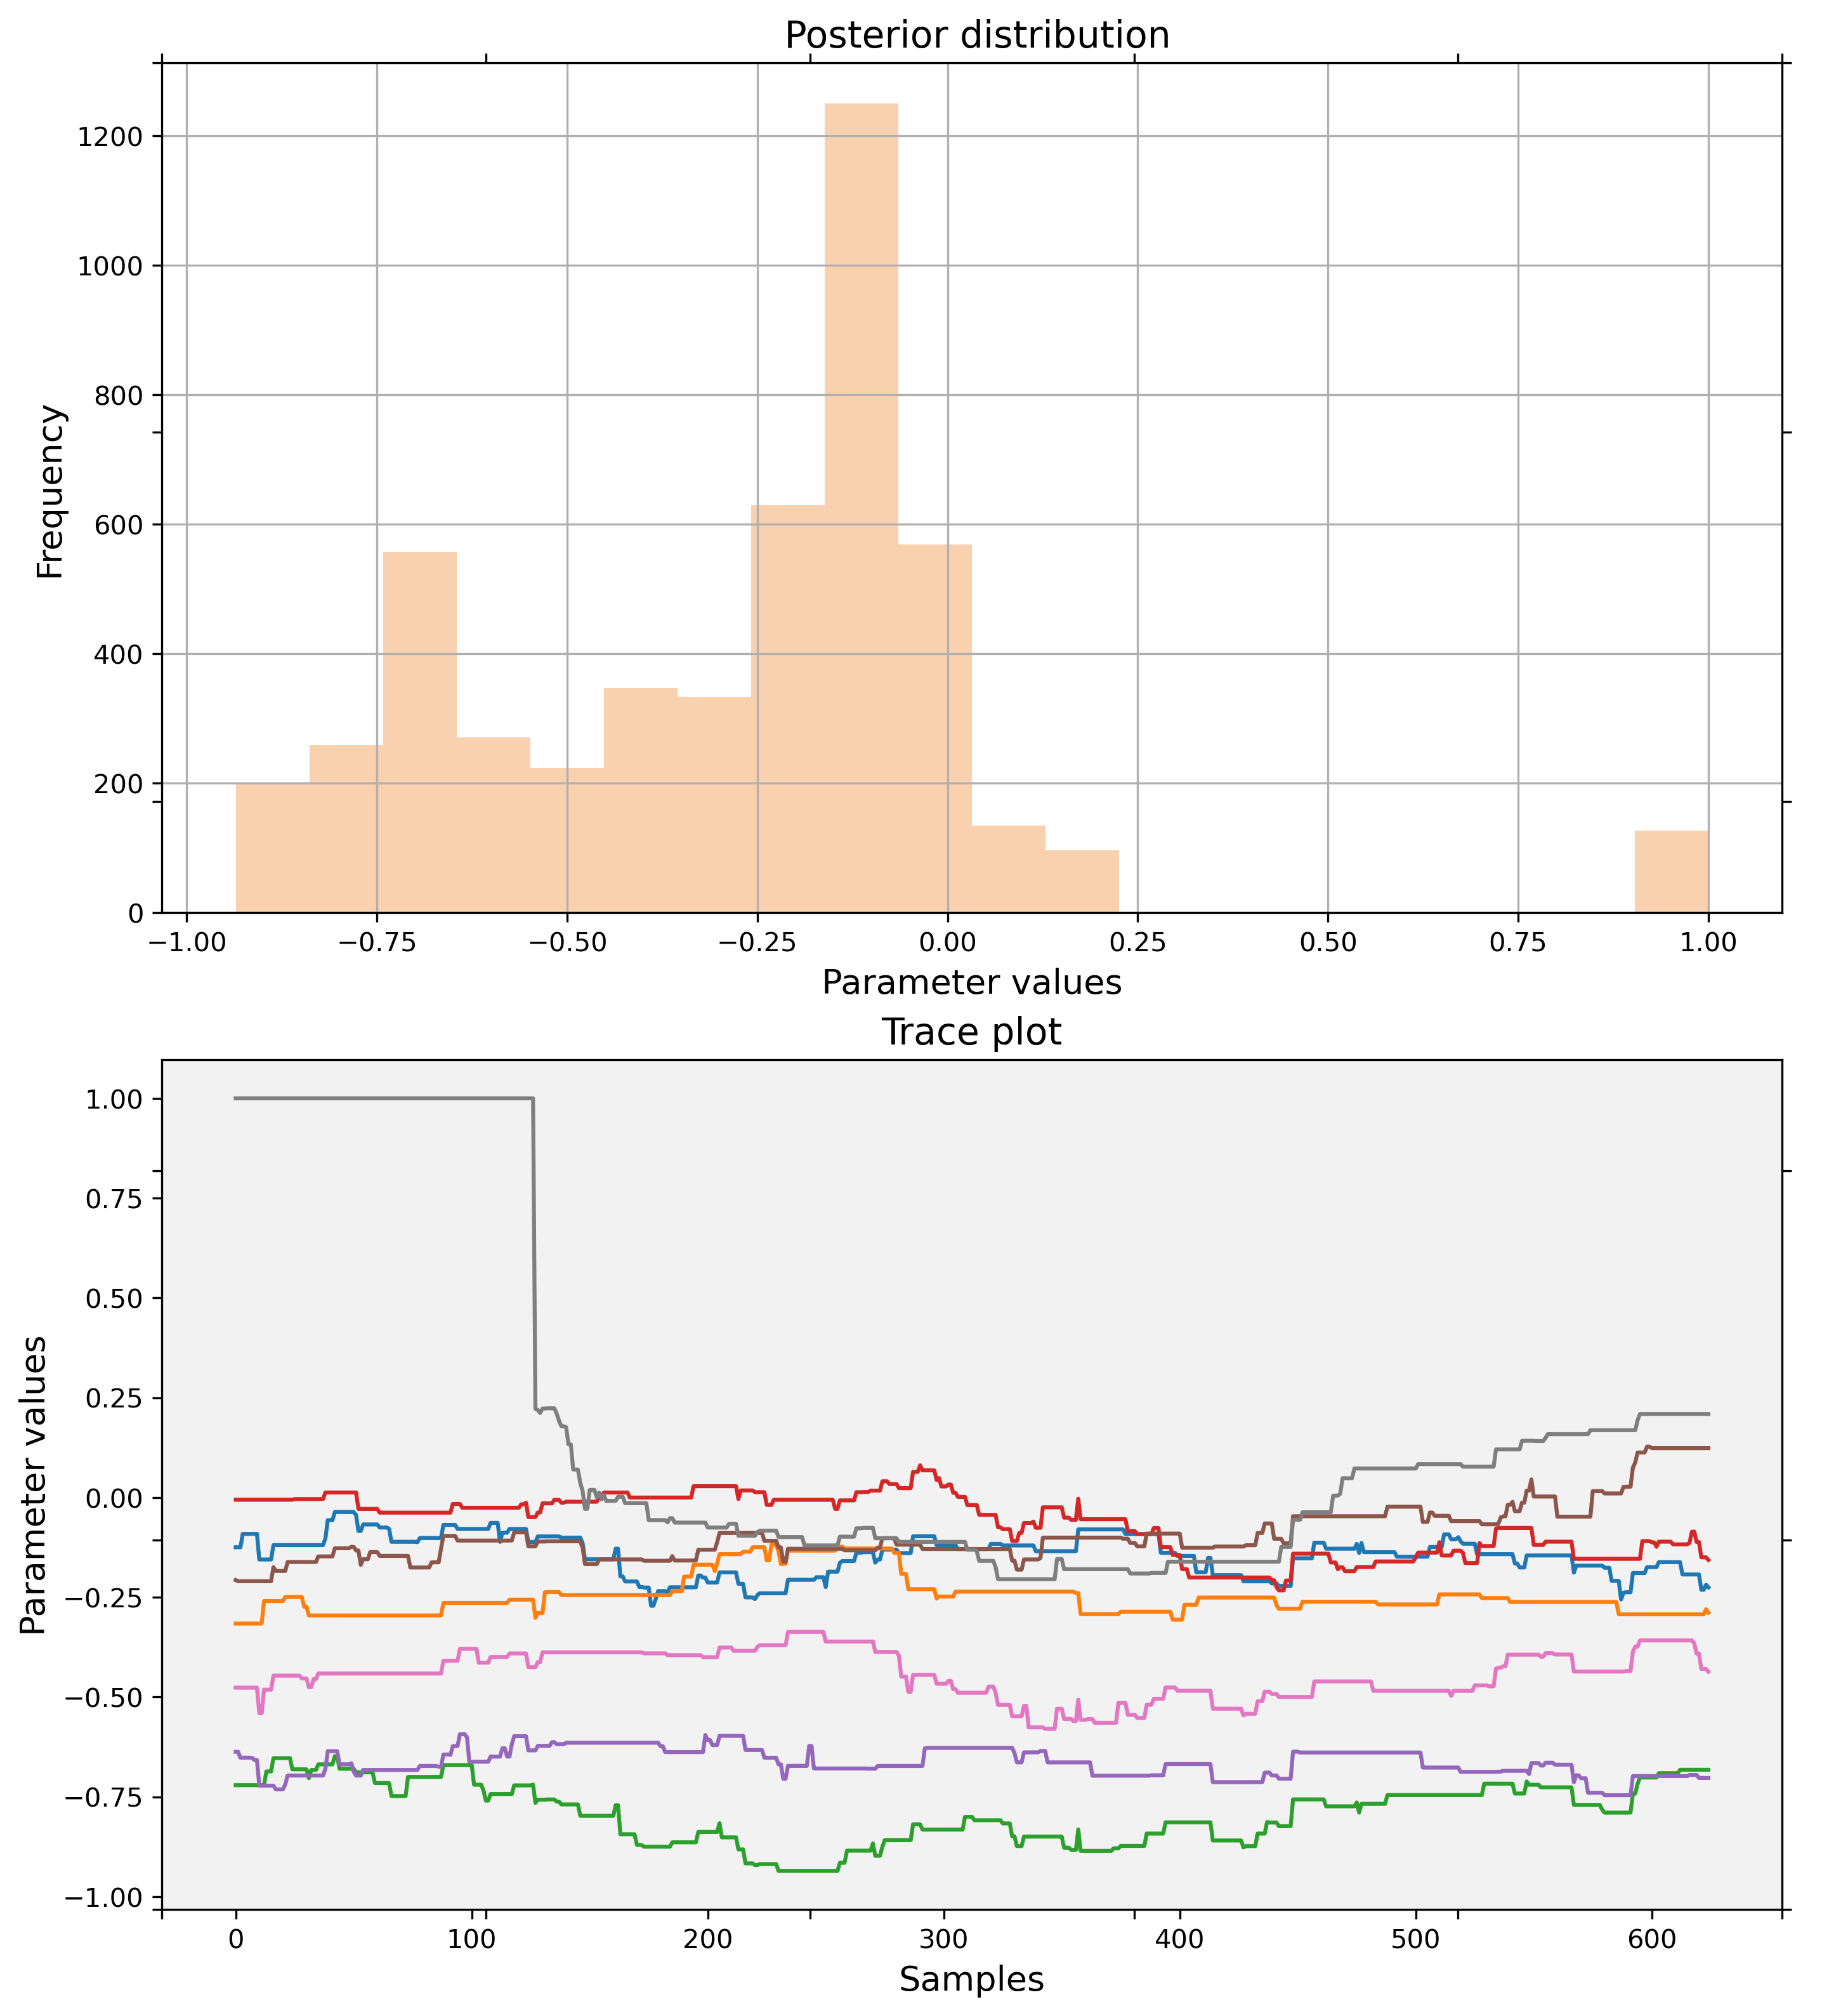 Posterior distribution
1200
1000
800
600
400
200
0
Frequency
−1.00 −0.75 −0.50 −0.25 0.00 0.25 0.50 0.75 1.00
Parameter values
Trace plot
1.00
0.75
0.50
0.25
0.00
−0.25
−0.50
−0.75
−1.00
Parameter values
0 100 200 300 400 500 600
Samples